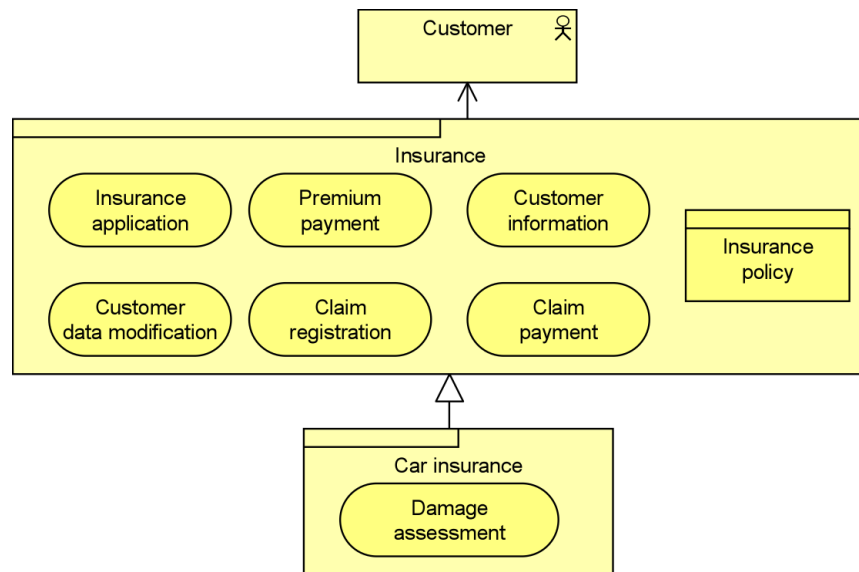 Customer
Insurance
Insurance
application
Premium
payment
Customer
information
Insurance
policy
Customer
data modification
Claim
registration
Claim
payment
Car insurance
Damage
assessment